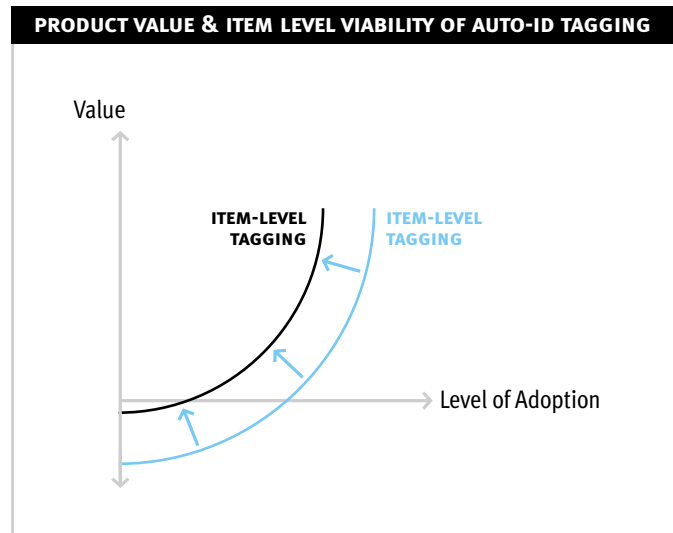 PRODUCT VALUE & ITEM LEVEL VIABILITY OF AUTO-ID TAGGING
Value
ITEM-LEVEL
TAGGING
ITEM-LEVEL
TAGGING
Level of Adoption